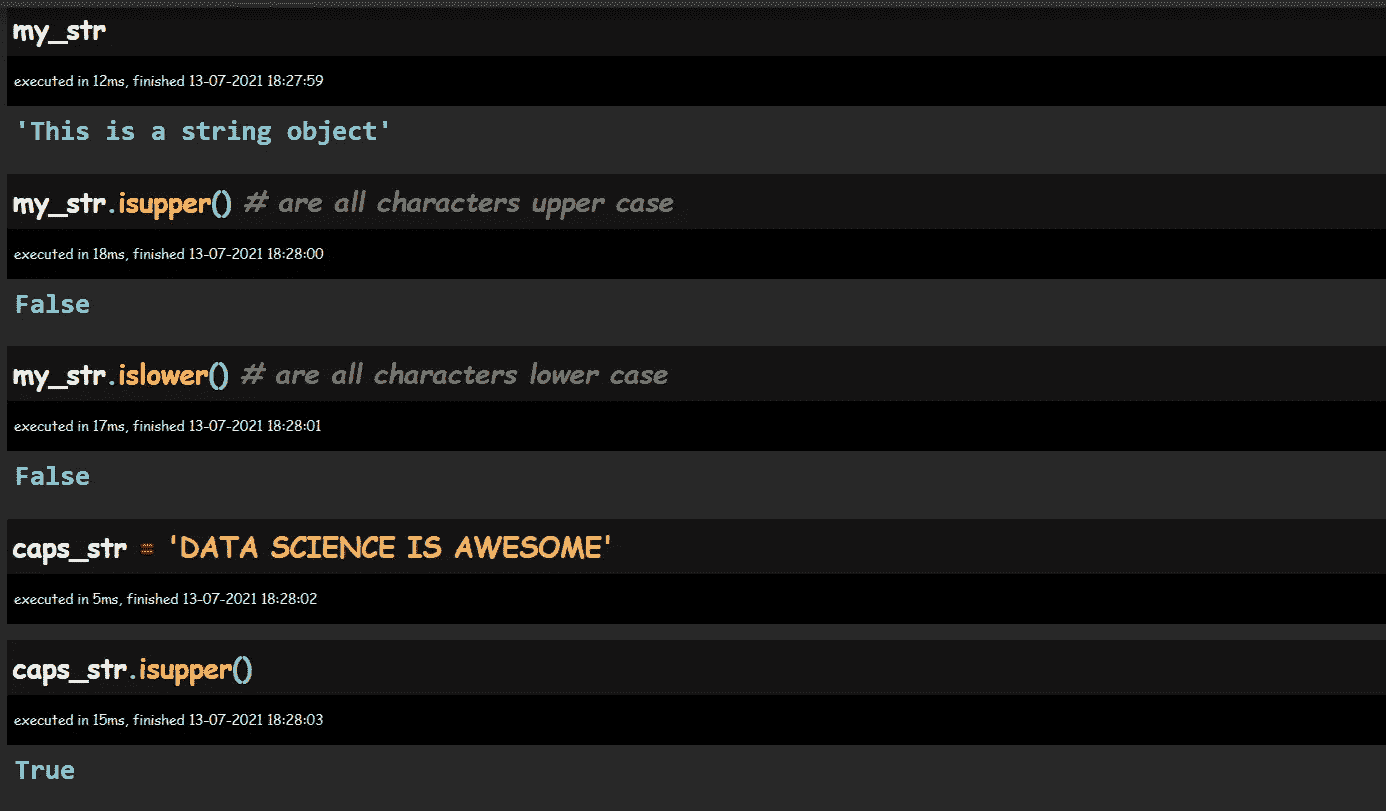 my_str
executed in 12ms, finished 13-07-2021 18:27:59
'This is a string object'
my_str.isupper() # are all characters upper case
executed in 18ms, finished 13-07-2021 18:28:00
False
my_str.islower() # are all characters lower case
executed in 17ms, finished 13-07-2021 18:28:01
False
caps_str = 'DATA SCIENCE IS AWESOME'
executed in 5ms, finished 13-07-2021 18:28:02
caps_str.isupper()
executed in 15ms, finished 13-07-2021 18:28:03
True